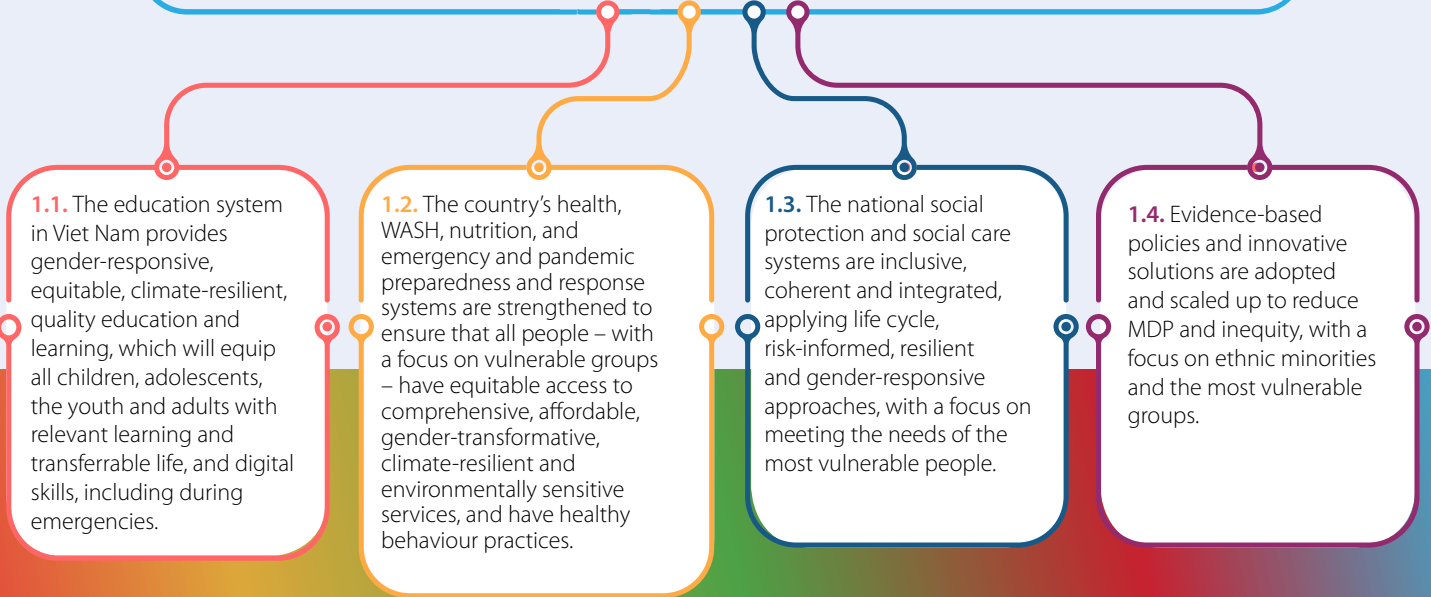 1.1. The education system
in Viet Nam provides
gender-responsive,
equitable, climate-resilient,
quality education and
learning, which will equip
all children, adolescents,
the youth and adults with
relevant learning and
transferrable life, and digital
skills, including during
emergencies.
1.2. The country’s health,
WASH, nutrition, and
emergency and pandemic
preparedness and response
systems are strengthened to
ensure that all people – with
a focus on vulnerable groups
– have equitable access to
comprehensive, affordable,
gender-transformative,
climate-resilient and
environmentally sensitive
services, and have healthy
behaviour practices.
1.3. The national social
protection and social care
systems are inclusive,
coherent and integrated,
applying life cycle,
risk-informed, resilient
and gender-responsive
approaches, with a focus on
meeting the needs of the
most vulnerable people.
1.4. Evidence-based
policies and innovative
solutions are adopted
and scaled up to reduce
MDP and inequity, with a
focus on ethnic minorities
and the most vulnerable
groups.